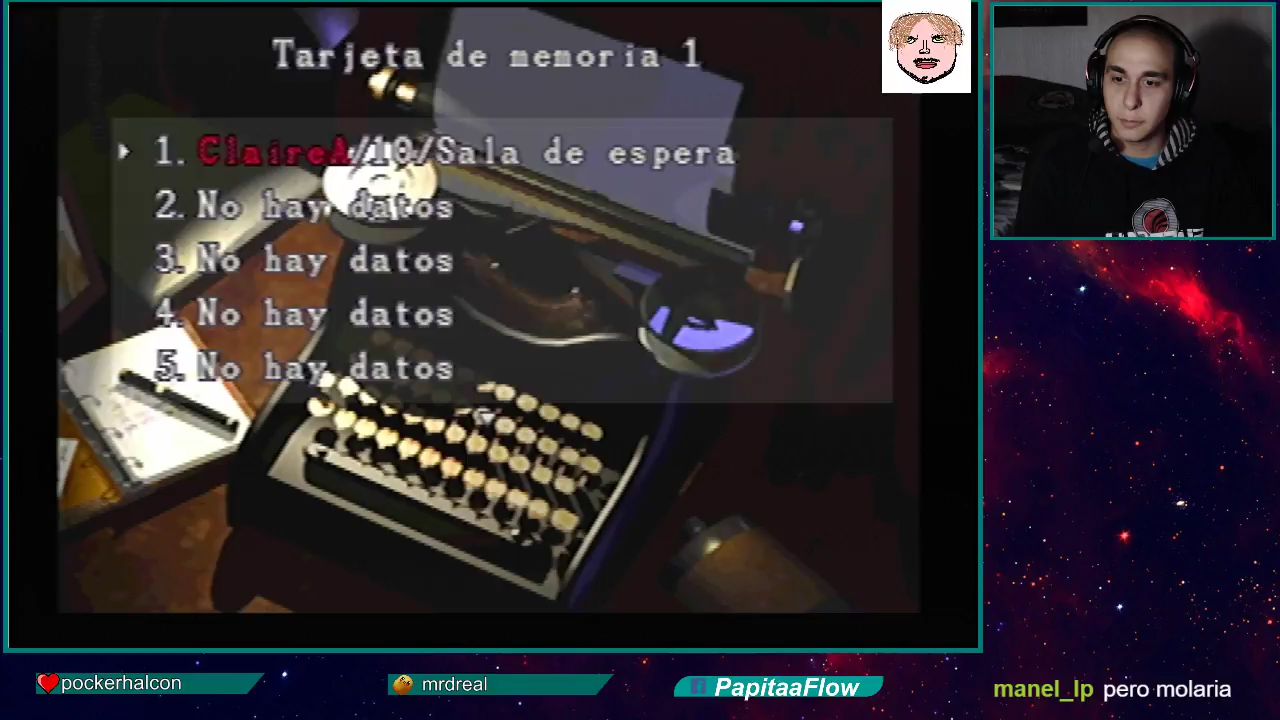 Tarjeta de memoria 1
1. ClaireA/10/Sala de espera
2. No hay datos
3. No hay datos
4. No hay datos
5. No hay datos
pockerhalcon
mrdreal
PapitaaFlow
manel_lp pero molaria